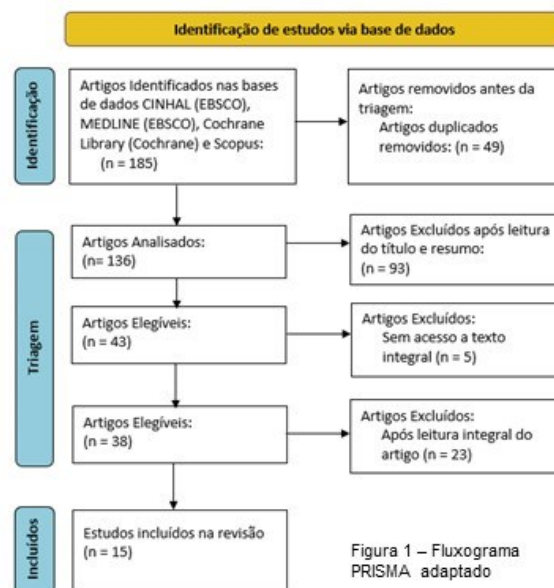 Identificação de estudos via base de dados
Identificação
Artigos Identificados nas bases
de dados CINHAL (EBSCO),
MEDLINE (EBSCO), Cochrane
Library (Cochrane) e Scopus:
(n = 185)
Artigos removidos antes da
triagem:
Artigos duplicados
removidos: (n = 49)
Triagem
Artigos Analisados:
(n= 136)
Artigos Excluídos após leitura
do título e resumo:
(n = 93)
Artigos Elegíveis:
(n = 43)
Artigos Excluídos:
Sem acesso a texto
integral (n = 5)
Artigos Elegíveis:
(n = 38)
Artigos Excluídos:
Após leitura integral do
artigo (n = 23)
Incluídos
Estudos incluídos na revisão
(n = 15)
Figura 1 – Fluxograma
PRISMA adaptado